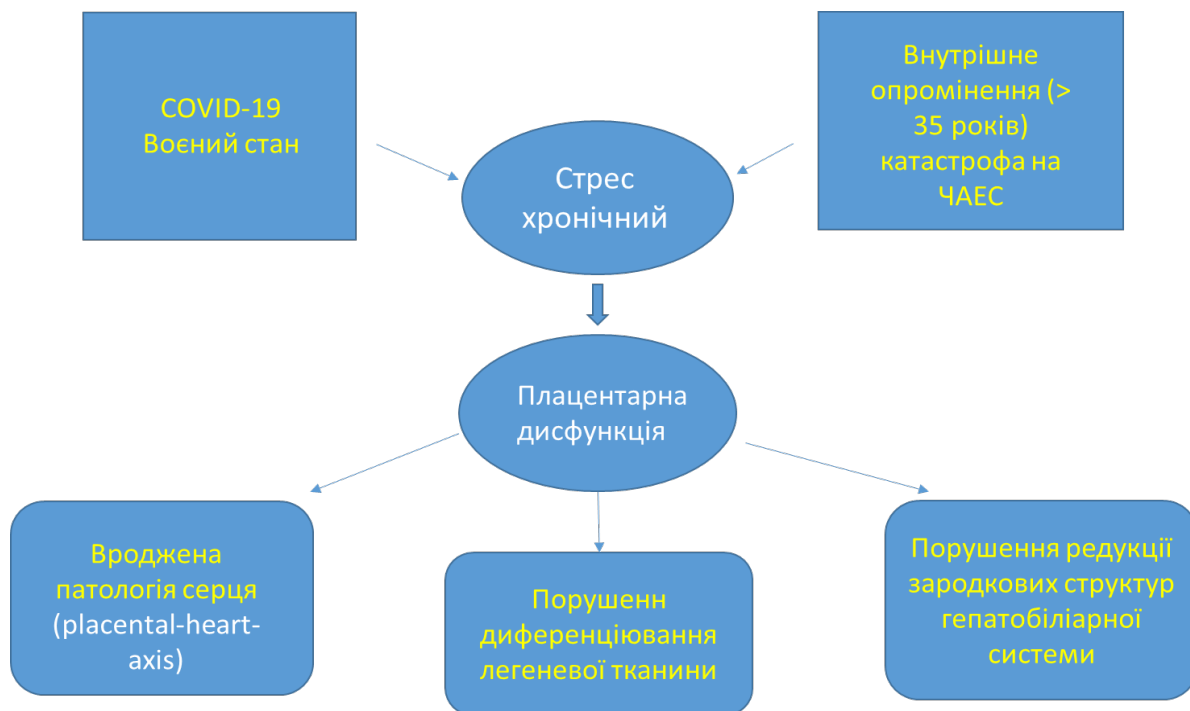 COVID-19
Воєний стан
Внутрішне
опромінення (>
35 років)
катастрофа на
ЧАЕС
Стрес
хронічний
Плацентарна
дисфункція
Вроджена
патологія серця
(placental-heart-
axis)
Порушенн
диференціювання
легеневої тканини
Порушення редукції
зародкових структур
гепатобіліарної
системи